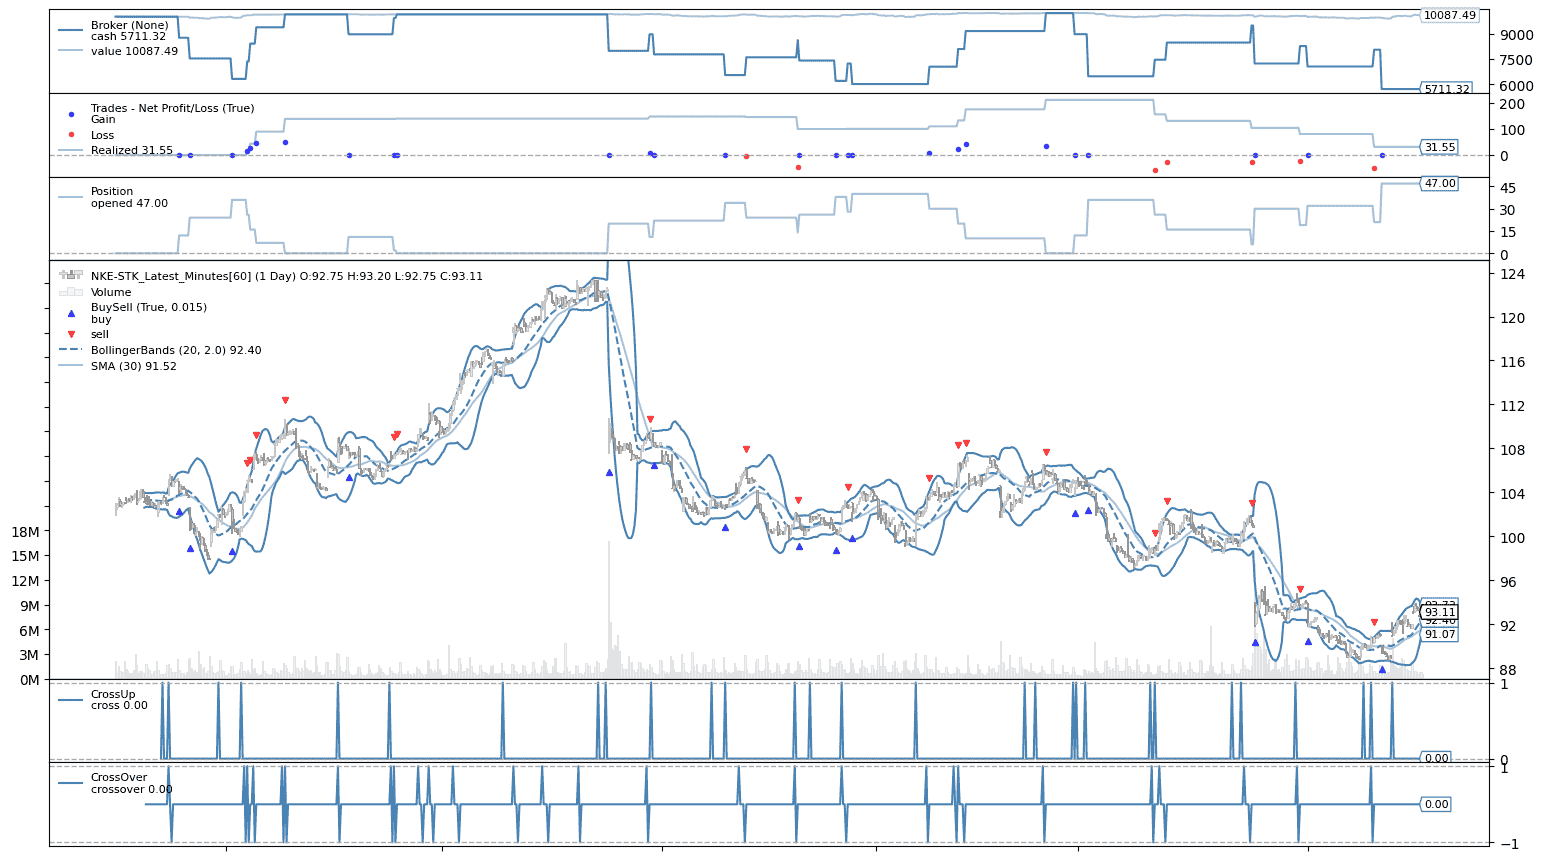 Broker (None)
cash 5711.32
value 10087.49
10087.49
9000
7500
6000
5711.32
Trades - Net Profit/Loss (True)
Gain
Loss
Realized 31.55
200
100
31.55
0
Position
opened 47.00
47.00
45
30
15
0
NKE-STK_Latest_Minutes[60] (1 Day) O:92.75 H:93.20 L:92.75 C:93.11
Volume
BuySell (True, 0.015)
buy
sell
BollingerBands (20, 2.0) 92.40
SMA (30) 91.52
124
120
116
112
108
104
100
96
92
88
18M
15M
12M
9M
6M
3M
0M
93.11
92.40
91.07
CrossUp
cross 0.00
1
0.00
0
CrossOver
crossover 0.00
1
0.00
−1